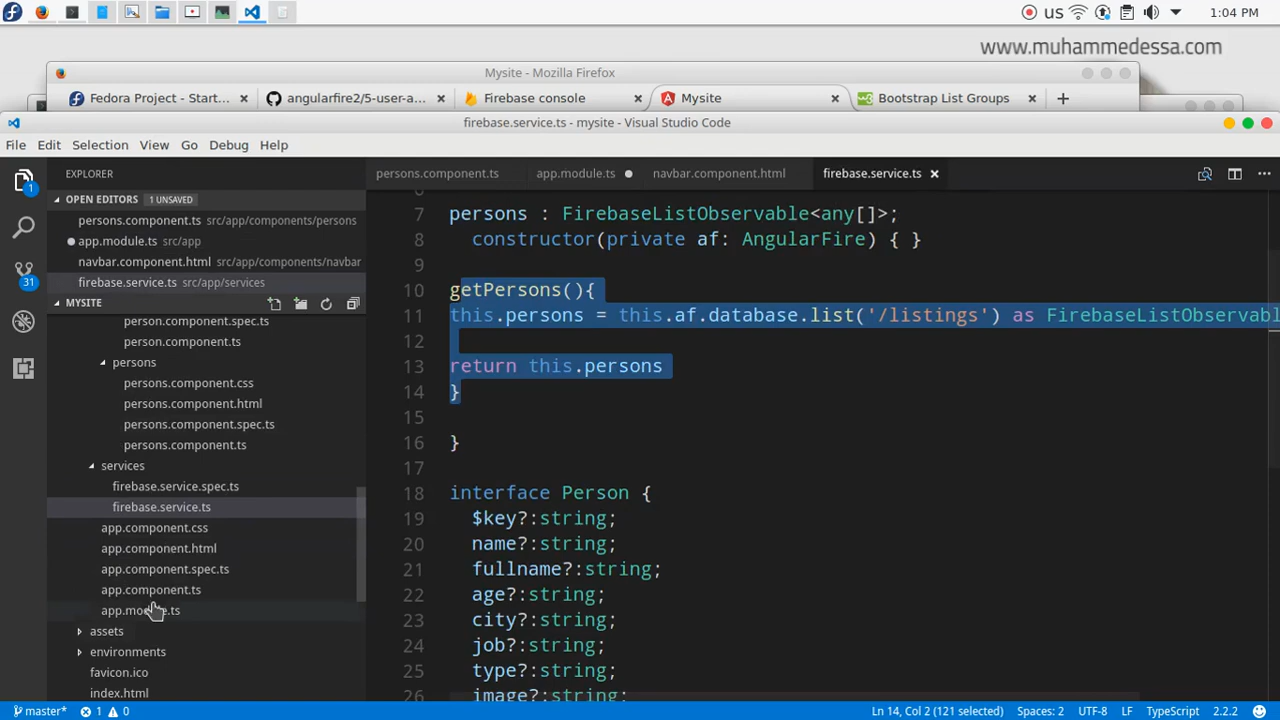 us
1:04 PM
www.muhammedessa.com
Mysite - Mozilla Firefox
Fedora Project - Start...
angularfire2/5-user-a...
Firebase console
Mysite
Bootstrap List Groups
firebase.service.ts - mysite - Visual Studio Code
File Edit Selection View Go Debug Help
EXPLORER
OPEN EDITORS 1 UNSAVED
persons.component.ts src/app/components/persons
app.module.ts src/app
navbar.component.html src/app/components/navbar
firebase.service.ts src/app/services
MYSITE
person.component.spec.ts
person.component.ts
persons
persons.component.css
persons.component.html
persons.component.spec.ts
persons.component.ts
services
firebase.service.spec.ts
firebase.service.ts
app.component.css
app.component.html
app.component.spec.ts
app.component.ts
assets
environments
favicon.ico
index.html
1
31
persons.component.ts app.module.ts navbar.component.html firebase.service.ts
7 persons : FirebaseListObservable<any[]>;
8 constructor(private af: AngularFire) { }
9
10 getPersons(){
11 this.persons = this.af.database.list('/listings') as FirebaseListObservabl
12
13 return this.persons
14 }
15
16 }
17
18 interface Person {
19 $key?:string;
20 name?:string;
21 fullname?:string;
22 age?:string;
23 city?:string;
24 job?:string;
25 type?:string;
26 image?:string;
master* 1 0 Ln 14, Col 2 (121 selected) Spaces: 2 UTF-8 LF TypeScript 2.2.2